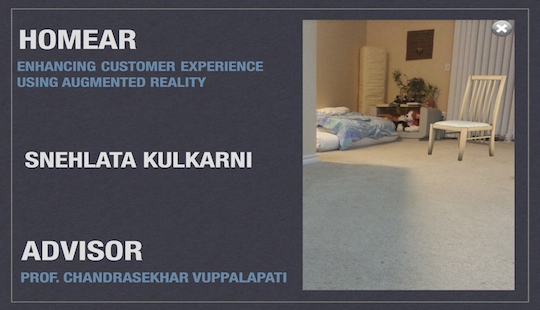 HOMEAR
ENHANCING CUSTOMER EXPERIENCE
USING AUGMENTED REALITY
SNEHLATA KULKARNI
ADVISOR
PROF. CHANDRASEKHAR VUPPALAPATI